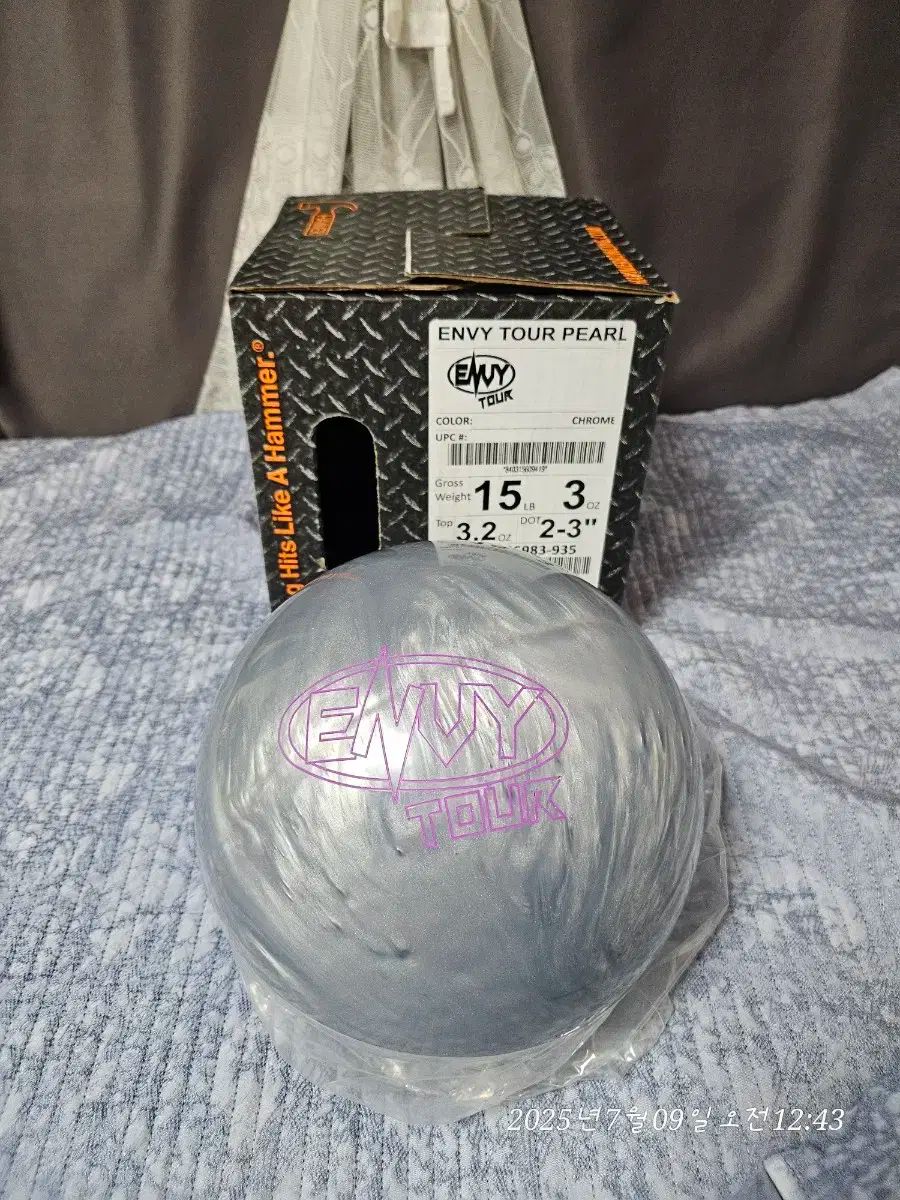 g Hits Like A Hammer.®
ENVY TOUR PEARL
ENVY
TOUR
COLOR: CHROME
UPC #:
Gross Weight 15 LB 3 OZ
Top 3.2 OZ DOT 2-3"
6983-935
ENVY
TOUR
2025년7월09일 오전12:43